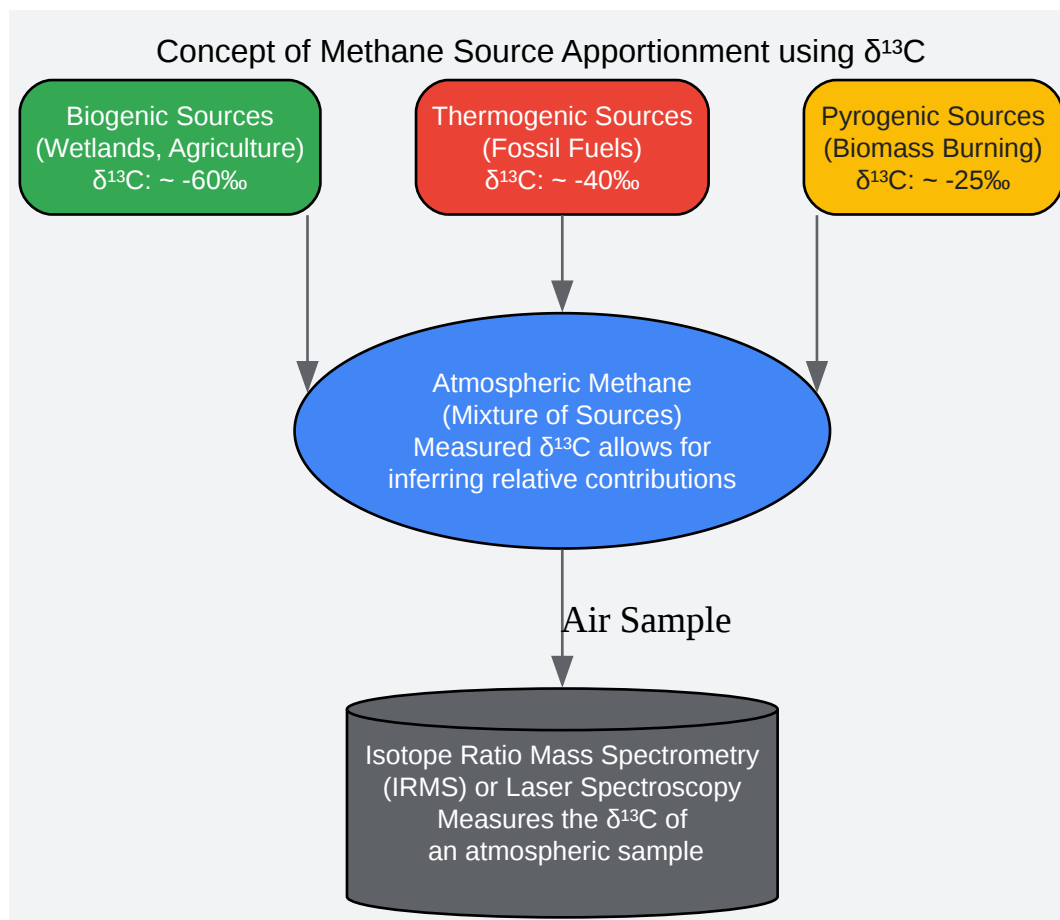 Concept of Methane Source Apportionment using δ¹³C
Biogenic Sources
(Wetlands, Agriculture)
δ¹³C: ~ -60‰
Thermogenic Sources
(Fossil Fuels)
δ¹³C: ~ -40‰
Pyrogenic Sources
(Biomass Burning)
δ¹³C: ~ -25‰
Atmospheric Methane
(Mixture of Sources)
Measured δ¹³C allows for
inferring relative contributions
Air Sample
Isotope Ratio Mass Spectrometry
(IRMS) or Laser Spectroscopy
Measures the δ¹³C of
an atmospheric sample